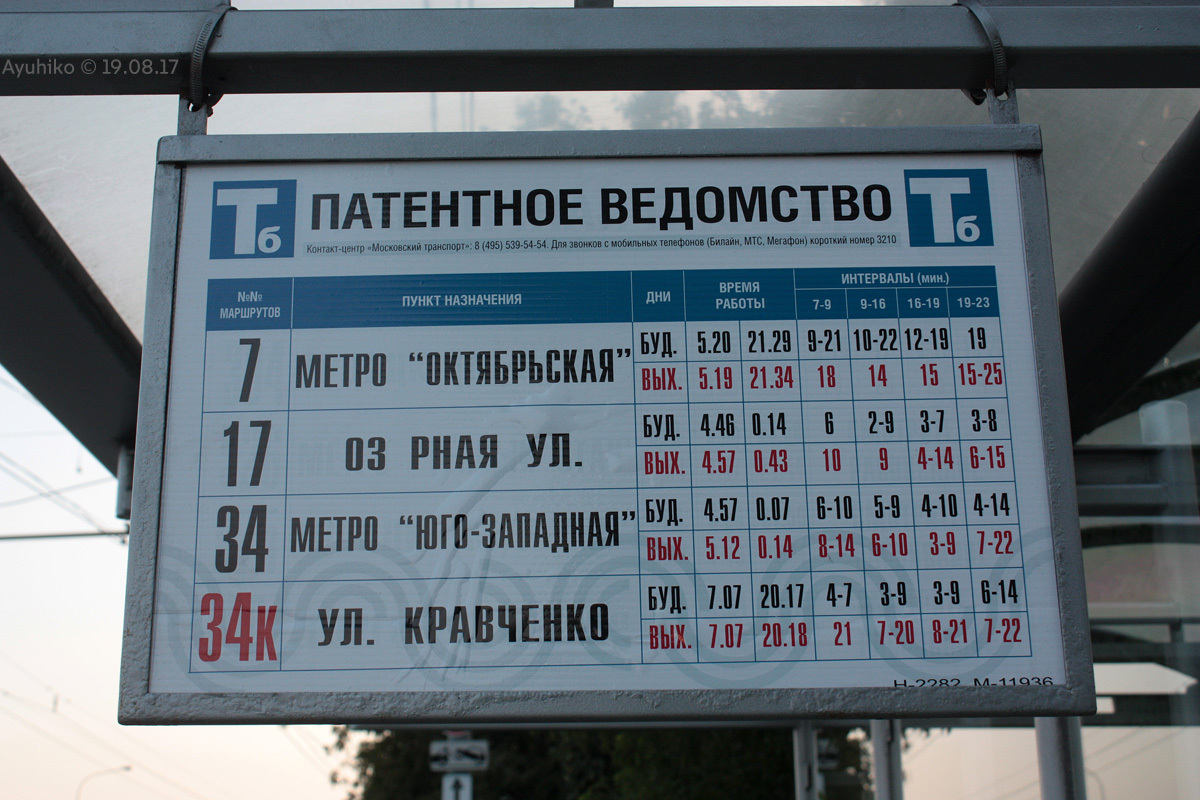 Ayuhiko © 19.08.17
Тб ПАТЕНТНОЕ ВЕДОМСТВО Тб
Контакт-центр «Московский транспорт»: 8 (495) 539-54-54. Для звонков с мобильных телефонов (Билайн, МТС, Мегафон) короткий номер 3210
№№ МАРШРУТОВ ПУНКТ НАЗНАЧЕНИЯ ДНИ ВРЕМЯ РАБОТЫ ИНТЕРВАЛЫ (мин.)
7-9 9-16 16-19 19-23
7 МЕТРО “ОКТЯБРЬСКАЯ” БУД. 5.20 21.29 9-21 10-22 12-19 19
ВЫХ. 5.19 21.34 18 14 15 15-25
17 ОЗ РНАЯ УЛ. БУД. 4.46 0.14 6 2-9 3-7 3-8
ВЫХ. 4.57 0.43 10 9 4-14 6-15
34 МЕТРО “ЮГО-ЗАПАДНАЯ” БУД. 4.57 0.07 6-10 5-9 4-10 4-14
ВЫХ. 5.12 0.14 8-14 6-10 3-9 7-22
34К УЛ. КРАВЧЕНКО БУД. 7.07 20.17 4-7 3-9 3-9 6-14
ВЫХ. 7.07 20.18 21 7-20 8-21 7-22
Н-2282 М-11936